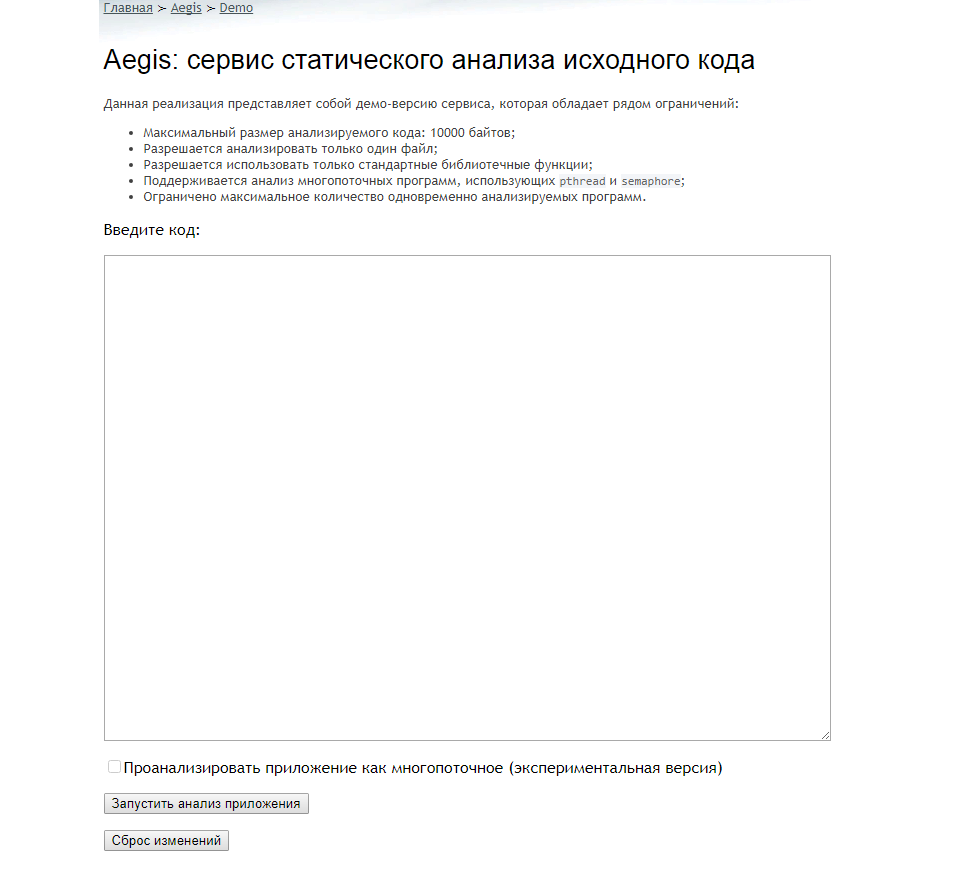 Главная ≻ Aegis ≻ Demo
Aegis: сервис статического анализа исходного кода
Данная реализация представляет собой демо-версию сервиса, которая обладает рядом ограничений:
• Максимальный размер анализируемого кода: 10000 байтов;
• Разрешается анализировать только один файл;
• Разрешается использовать только стандартные библиотечные функции;
• Поддерживается анализ многопоточных программ, использующих pthread и semaphore;
• Ограничено максимальное количество одновременно анализируемых программ.
Введите код:
Проанализировать приложение как многопоточное (экспериментальная версия)
Запустить анализ приложения
Сброс изменений